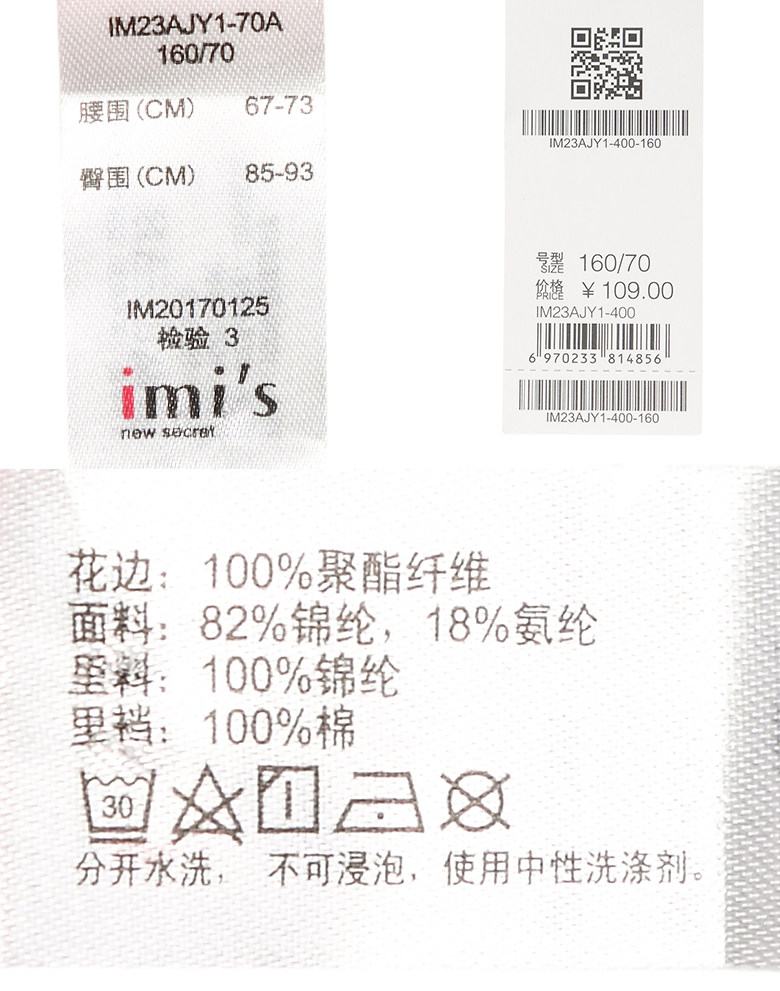 IM23AJY1-70A
160/70
腰围(CM) 67-73
臀围(CM) 85-93
IM20170125
检验 3
imi's
new secret
IM23AJY1-400-160
号型 SIZE 160/70
价格 PRICE ¥109.00
IM23AJY1-400
6 970233 814856
IM23AJY1-400-160
花边：100%聚酯纤维
面料：82%锦纶，18%氨纶
里料：100%锦纶
里裆：100%棉
30
分开水洗，不可浸泡，使用中性洗涤剂。